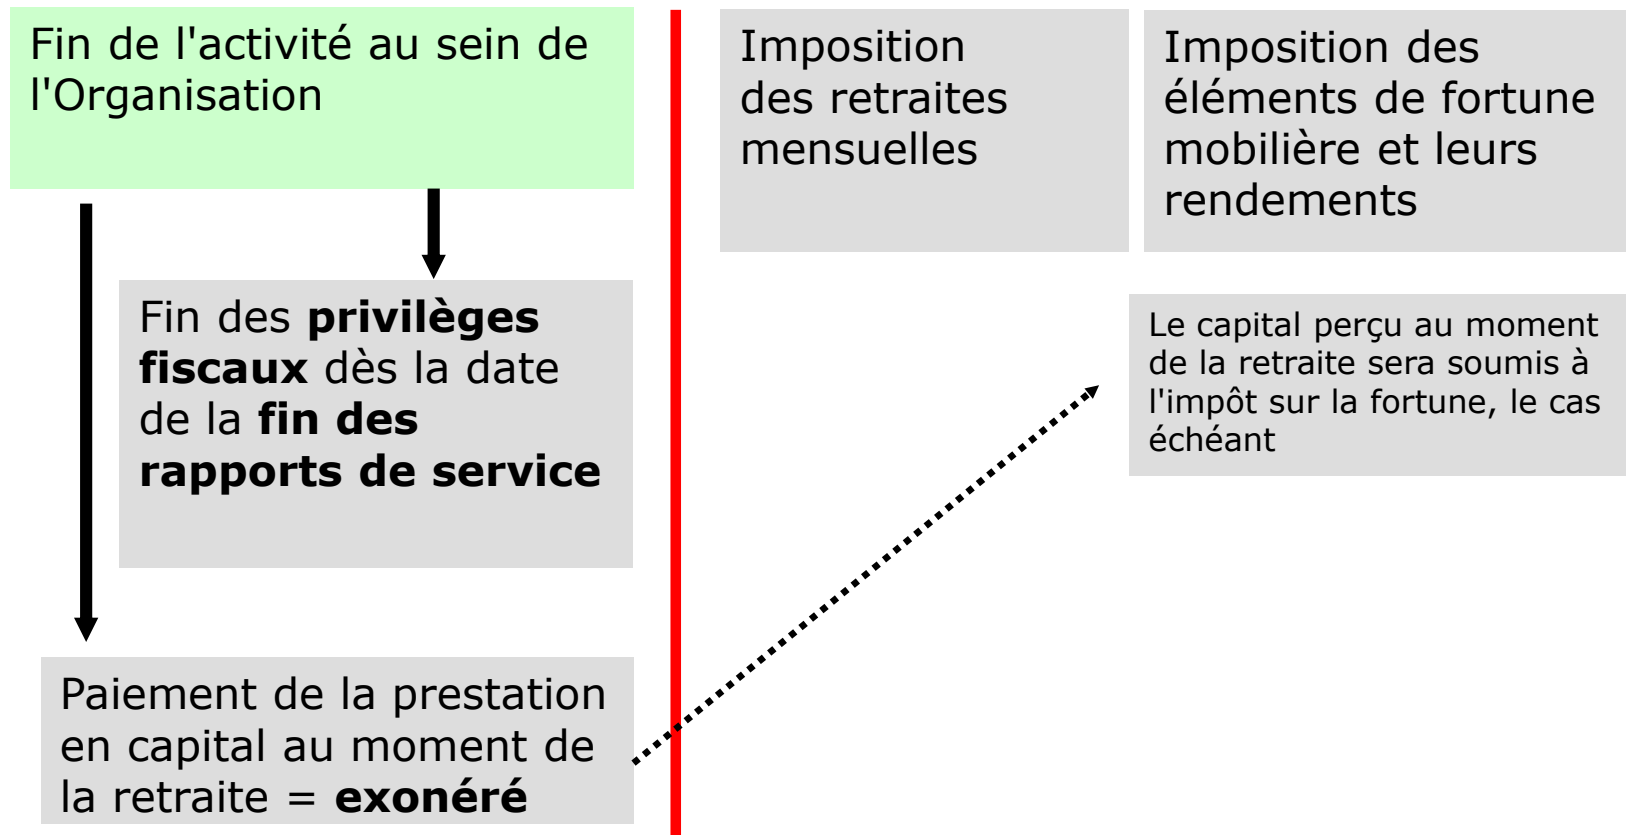 Fin de l'activité au sein de
l'Organisation
Fin des privilèges
fiscaux dès la date
de la fin des
rapports de service
Paiement de la prestation
en capital au moment de
la retraite = exonéré
Imposition
des retraites
mensuelles
Imposition des
éléments de fortune
mobilière et leurs
rendements
Le capital perçu au moment
de la retraite sera soumis à
l'impôt sur la fortune, le cas
échéant